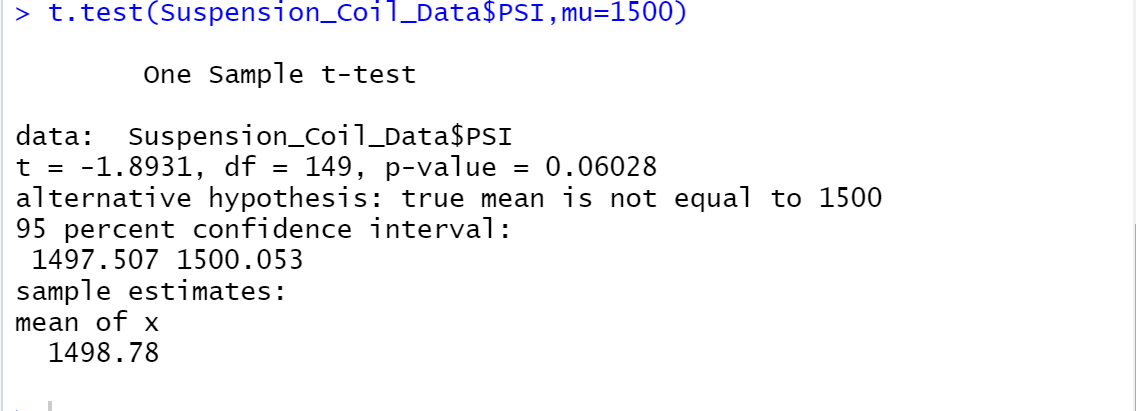 > t.test(Suspension_Coil_Data$PSI,mu=1500)
One Sample t-test
data:  Suspension_Coil_Data$PSI
t = -1.8931, df = 149, p-value = 0.06028
alternative hypothesis: true mean is not equal to 1500
95 percent confidence interval:
1497.507 1500.053
sample estimates:
mean of x
1498.78